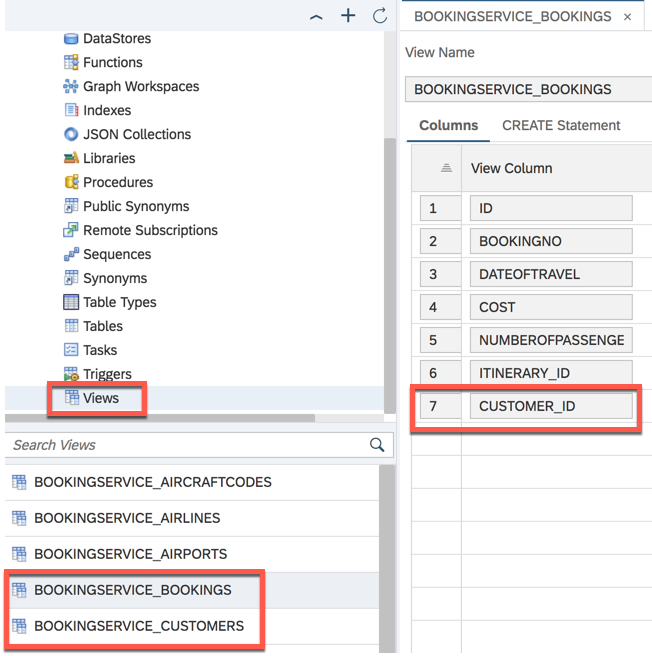 DataStores
Functions
Graph Workspaces
Indexes
JSON Collections
Libraries
Procedures
Public Synonyms
Remote Subscriptions
Sequences
Synonyms
Table Types
Tables
Tasks
Triggers
Views
Search Views
BOOKINGSERVICE_AIRCRAFTCODES
BOOKINGSERVICE_AIRLINES
BOOKINGSERVICE_AIRPORTS
BOOKINGSERVICE_BOOKINGS
BOOKINGSERVICE_CUSTOMERS
BOOKINGSERVICE_BOOKINGS ×
View Name
BOOKINGSERVICE_BOOKINGS
Columns CREATE Statement
View Column
1 ID
2 BOOKINGNO
3 DATEOFTRAVEL
4 COST
5 NUMBEROFPASSENGE
6 ITINERARY_ID
7 CUSTOMER_ID